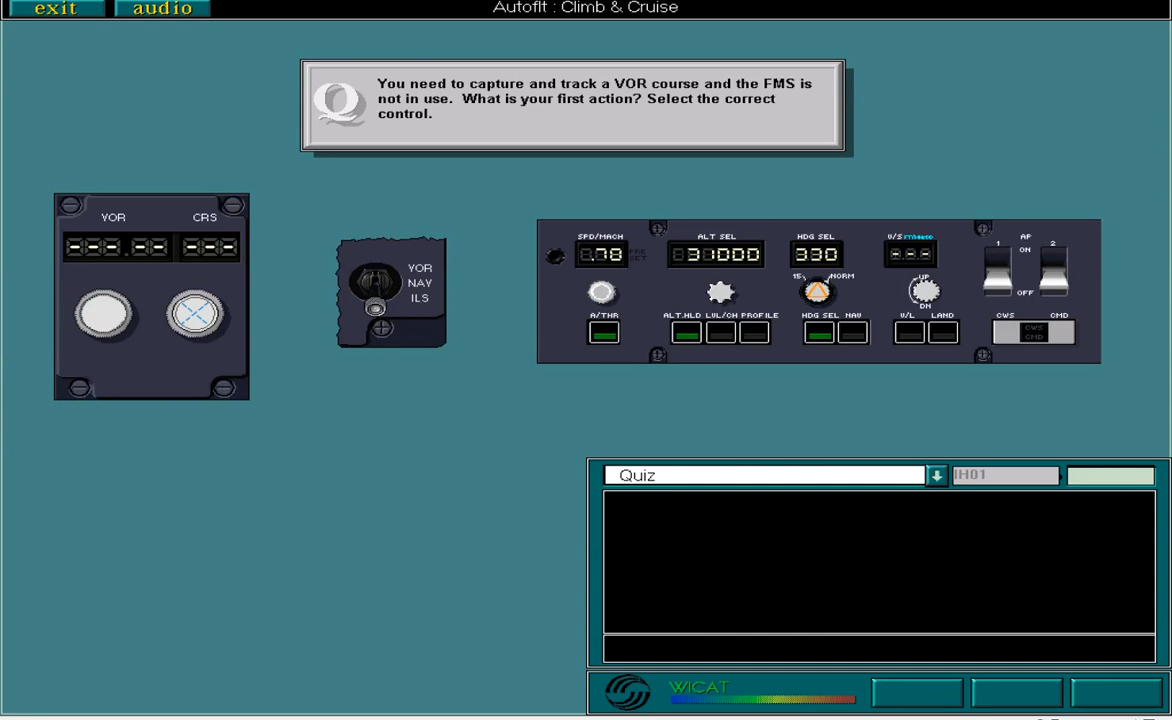 exit audio Autoflt : Climb & Cruise
Q You need to capture and track a VOR course and the FMS is
not in use. What is your first action? Select the correct
control.
VOR CRS
VOR
NAV
ILS
SPD/MACH ALT SEL HDG SEL V/S AP
1 ON 2
.78 31000 330 ---
15 NORM UP
OFF
DN
A/THR ALT.HLD LVL/CH PROFILE HDG SEL NAV V/L LAND CWS CMD
CWS
CMD
Quiz IH01
WICAT